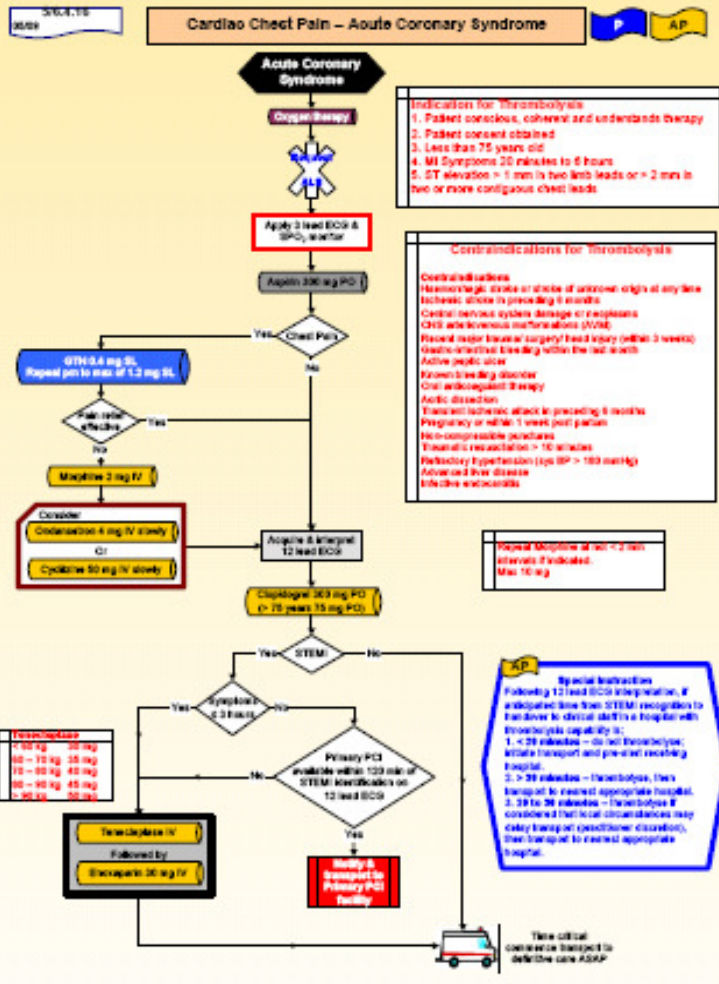 5/6.4.16
Cardiac Chest Pain – Acute Coronary Syndrome
P
AP
Acute Coronary
Syndrome
Oxygen therapy
Request
ALS
Apply 3 lead ECG &
SPO₂ monitor
Aspirin 300 mg PO
Chest Pain
Yes
No
GTN 0.4 mg SL
Repeat prn to max of 1.2 mg SL
Pain relief
effective
Yes
No
Morphine 2 mg IV
Consider
Ondansetron 4 mg IV slowly
Or
Cyclizine 50 mg IV slowly
Acquire & interpret
12 lead ECG
Clopidogrel 300 mg PO
(> 75 years 75 mg PO)
Yes
STEMI
No
Yes
Symptoms
≤ 3 hours
No
Primary PCI
available within 120 min of
STEMI identification on
12 lead ECG
No
Yes
Tenecteplase IV
Followed by
Enoxaparin 30 mg IV
Notify &
transport to
Primary PCI
facility
Time critical
commence transport to
definitive care ASAP
Indication for Thrombolysis
1. Patient conscious, coherent and understands therapy
2. Patient consent obtained
3. Less than 75 years old
4. MI Symptoms 20 minutes to 6 hours
5. ST elevation > 1 mm in two limb leads or > 2 mm in
two or more contiguous chest leads
Contraindications for Thrombolysis
Contraindications
Haemorrhagic stroke or stroke of unknown origin at any time
Ischemic stroke in preceding 6 months
Central nervous system damage or neoplasms
CNS arteriovenous malformations (AVM)
Recent major trauma/ surgery/ head injury (within 3 weeks)
Gastro-intestinal bleeding within the last month
Active peptic ulcer
Known bleeding disorder
Oral anticoagulant therapy
Aortic dissection
Transient ischemic attack in preceding 6 months
Pregnancy or within 1 week post partum
Non-compressible punctures
Traumatic resuscitation > 10 minutes
Refractory hypertension (sys BP > 180 mmHg)
Advanced liver disease
Infective endocarditis
Repeat Morphine at not < 2 min
intervals if indicated.
Max 10 mg
AP
Special Instruction
Following 12 lead ECG interpretation, if
anticipated time from STEMI recognition to
handover to clinical staff in a hospital with
thrombolysis capability is;
1. < 20 minutes – do not thrombolyse;
initiate transport and pre-alert receiving
hospital.
2. > 30 minutes – thrombolyse, then
transport to nearest appropriate hospital.
3. 20 to 30 minutes – thrombolyse if
considered that local circumstances may
delay transport (practitioner discretion),
then transport to nearest appropriate
hospital.
Tenecteplase
< 60 kg 30 mg
60 – 70 kg 35 mg
70 – 80 kg 40 mg
80 – 90 kg 45 mg
> 90 kg 50 mg